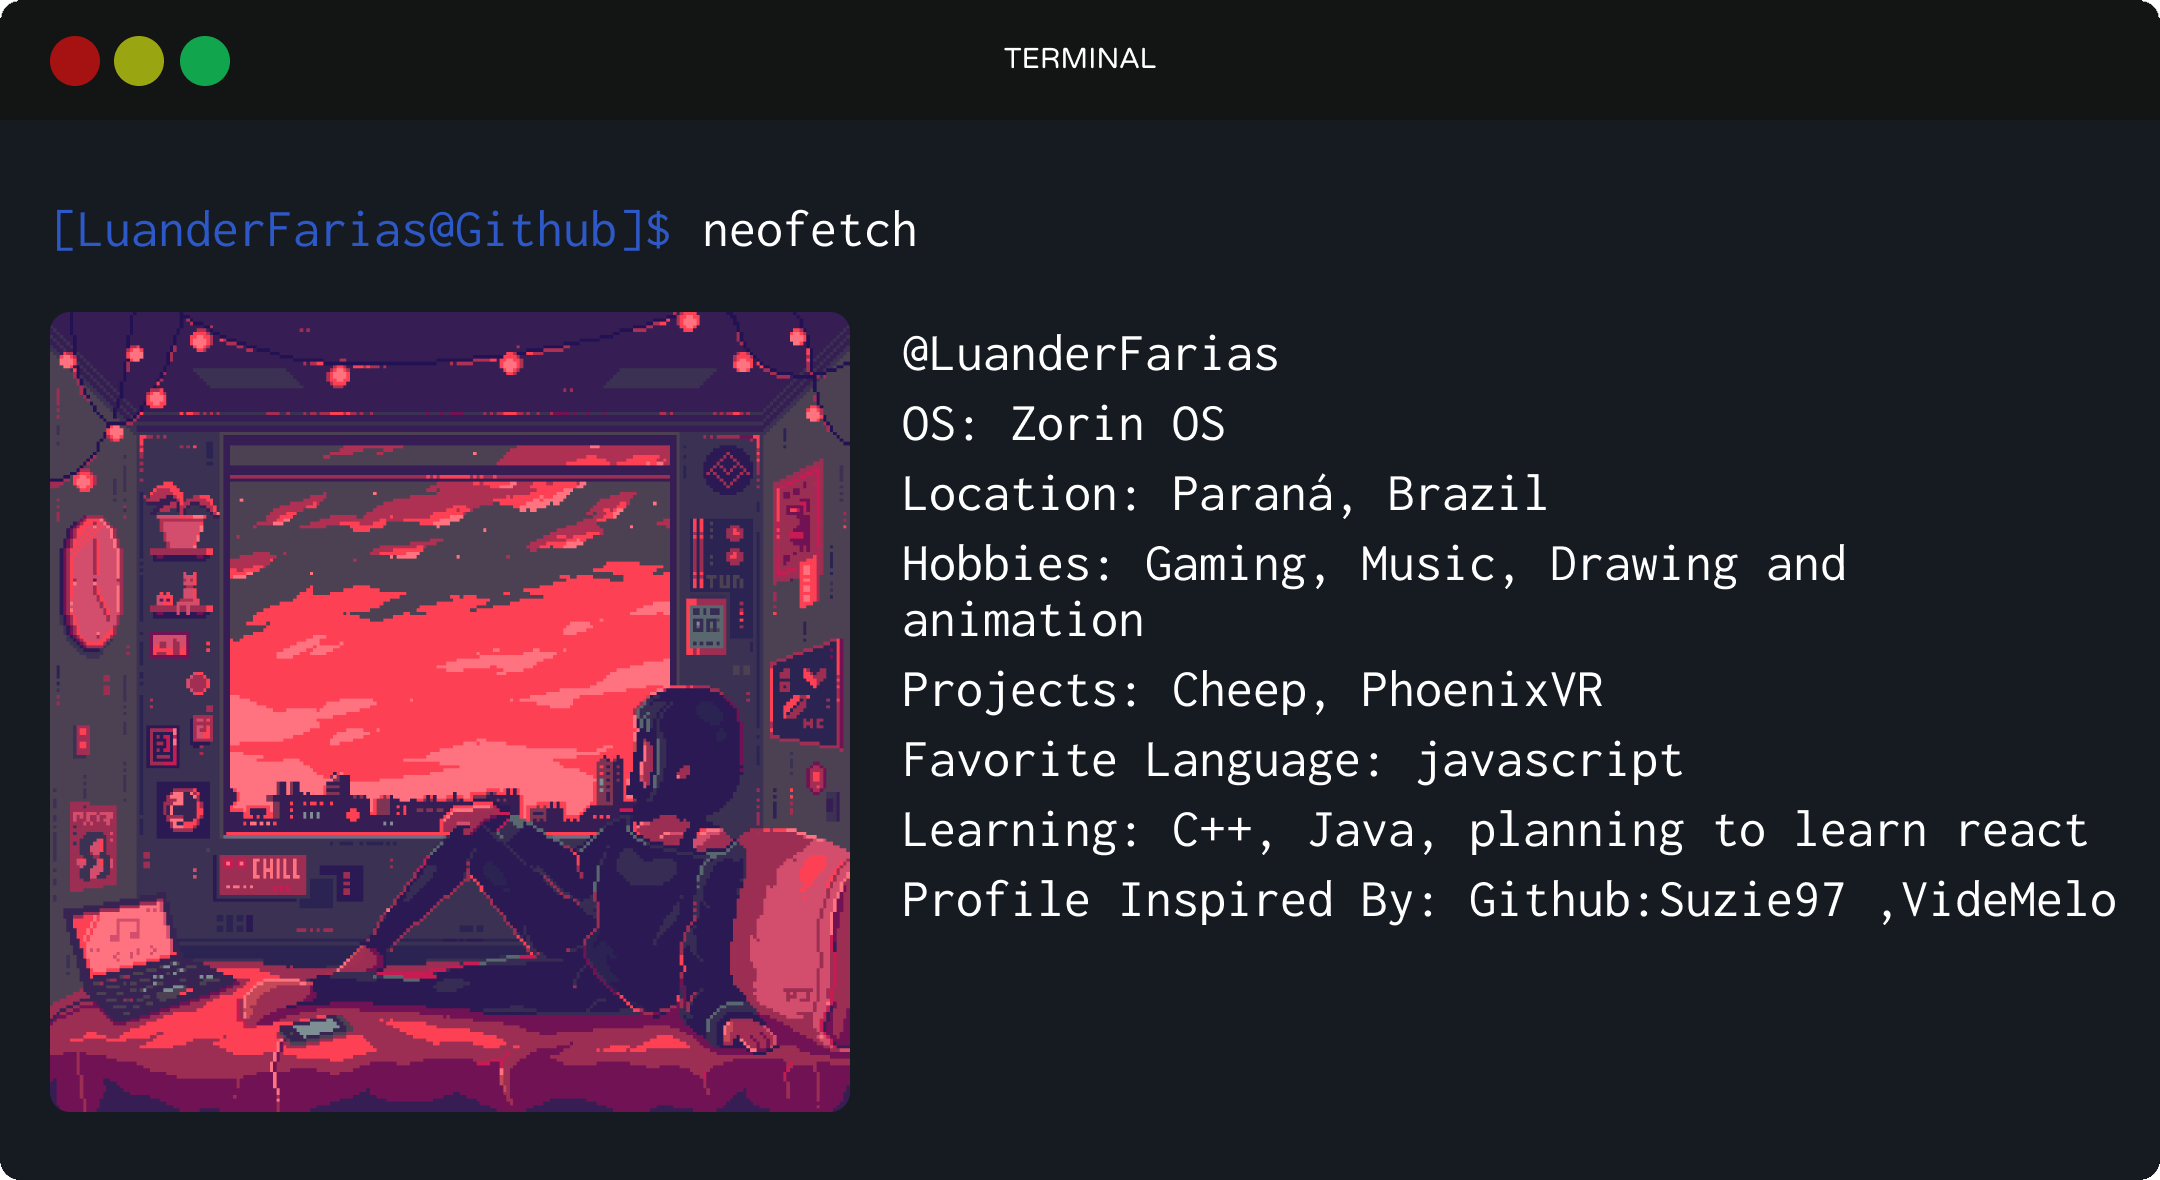 TERMINAL
[LuanderFarias@Github]$ neofetch
@LuanderFarias
OS: Zorin OS
Location: Paraná, Brazil
Hobbies: Gaming, Music, Drawing and
animation
Projects: Cheep, PhoenixVR
Favorite Language: javascript
Learning: C++, Java, planning to learn react
Profile Inspired By: Github:Suzie97 ,VideMelo
CHILL